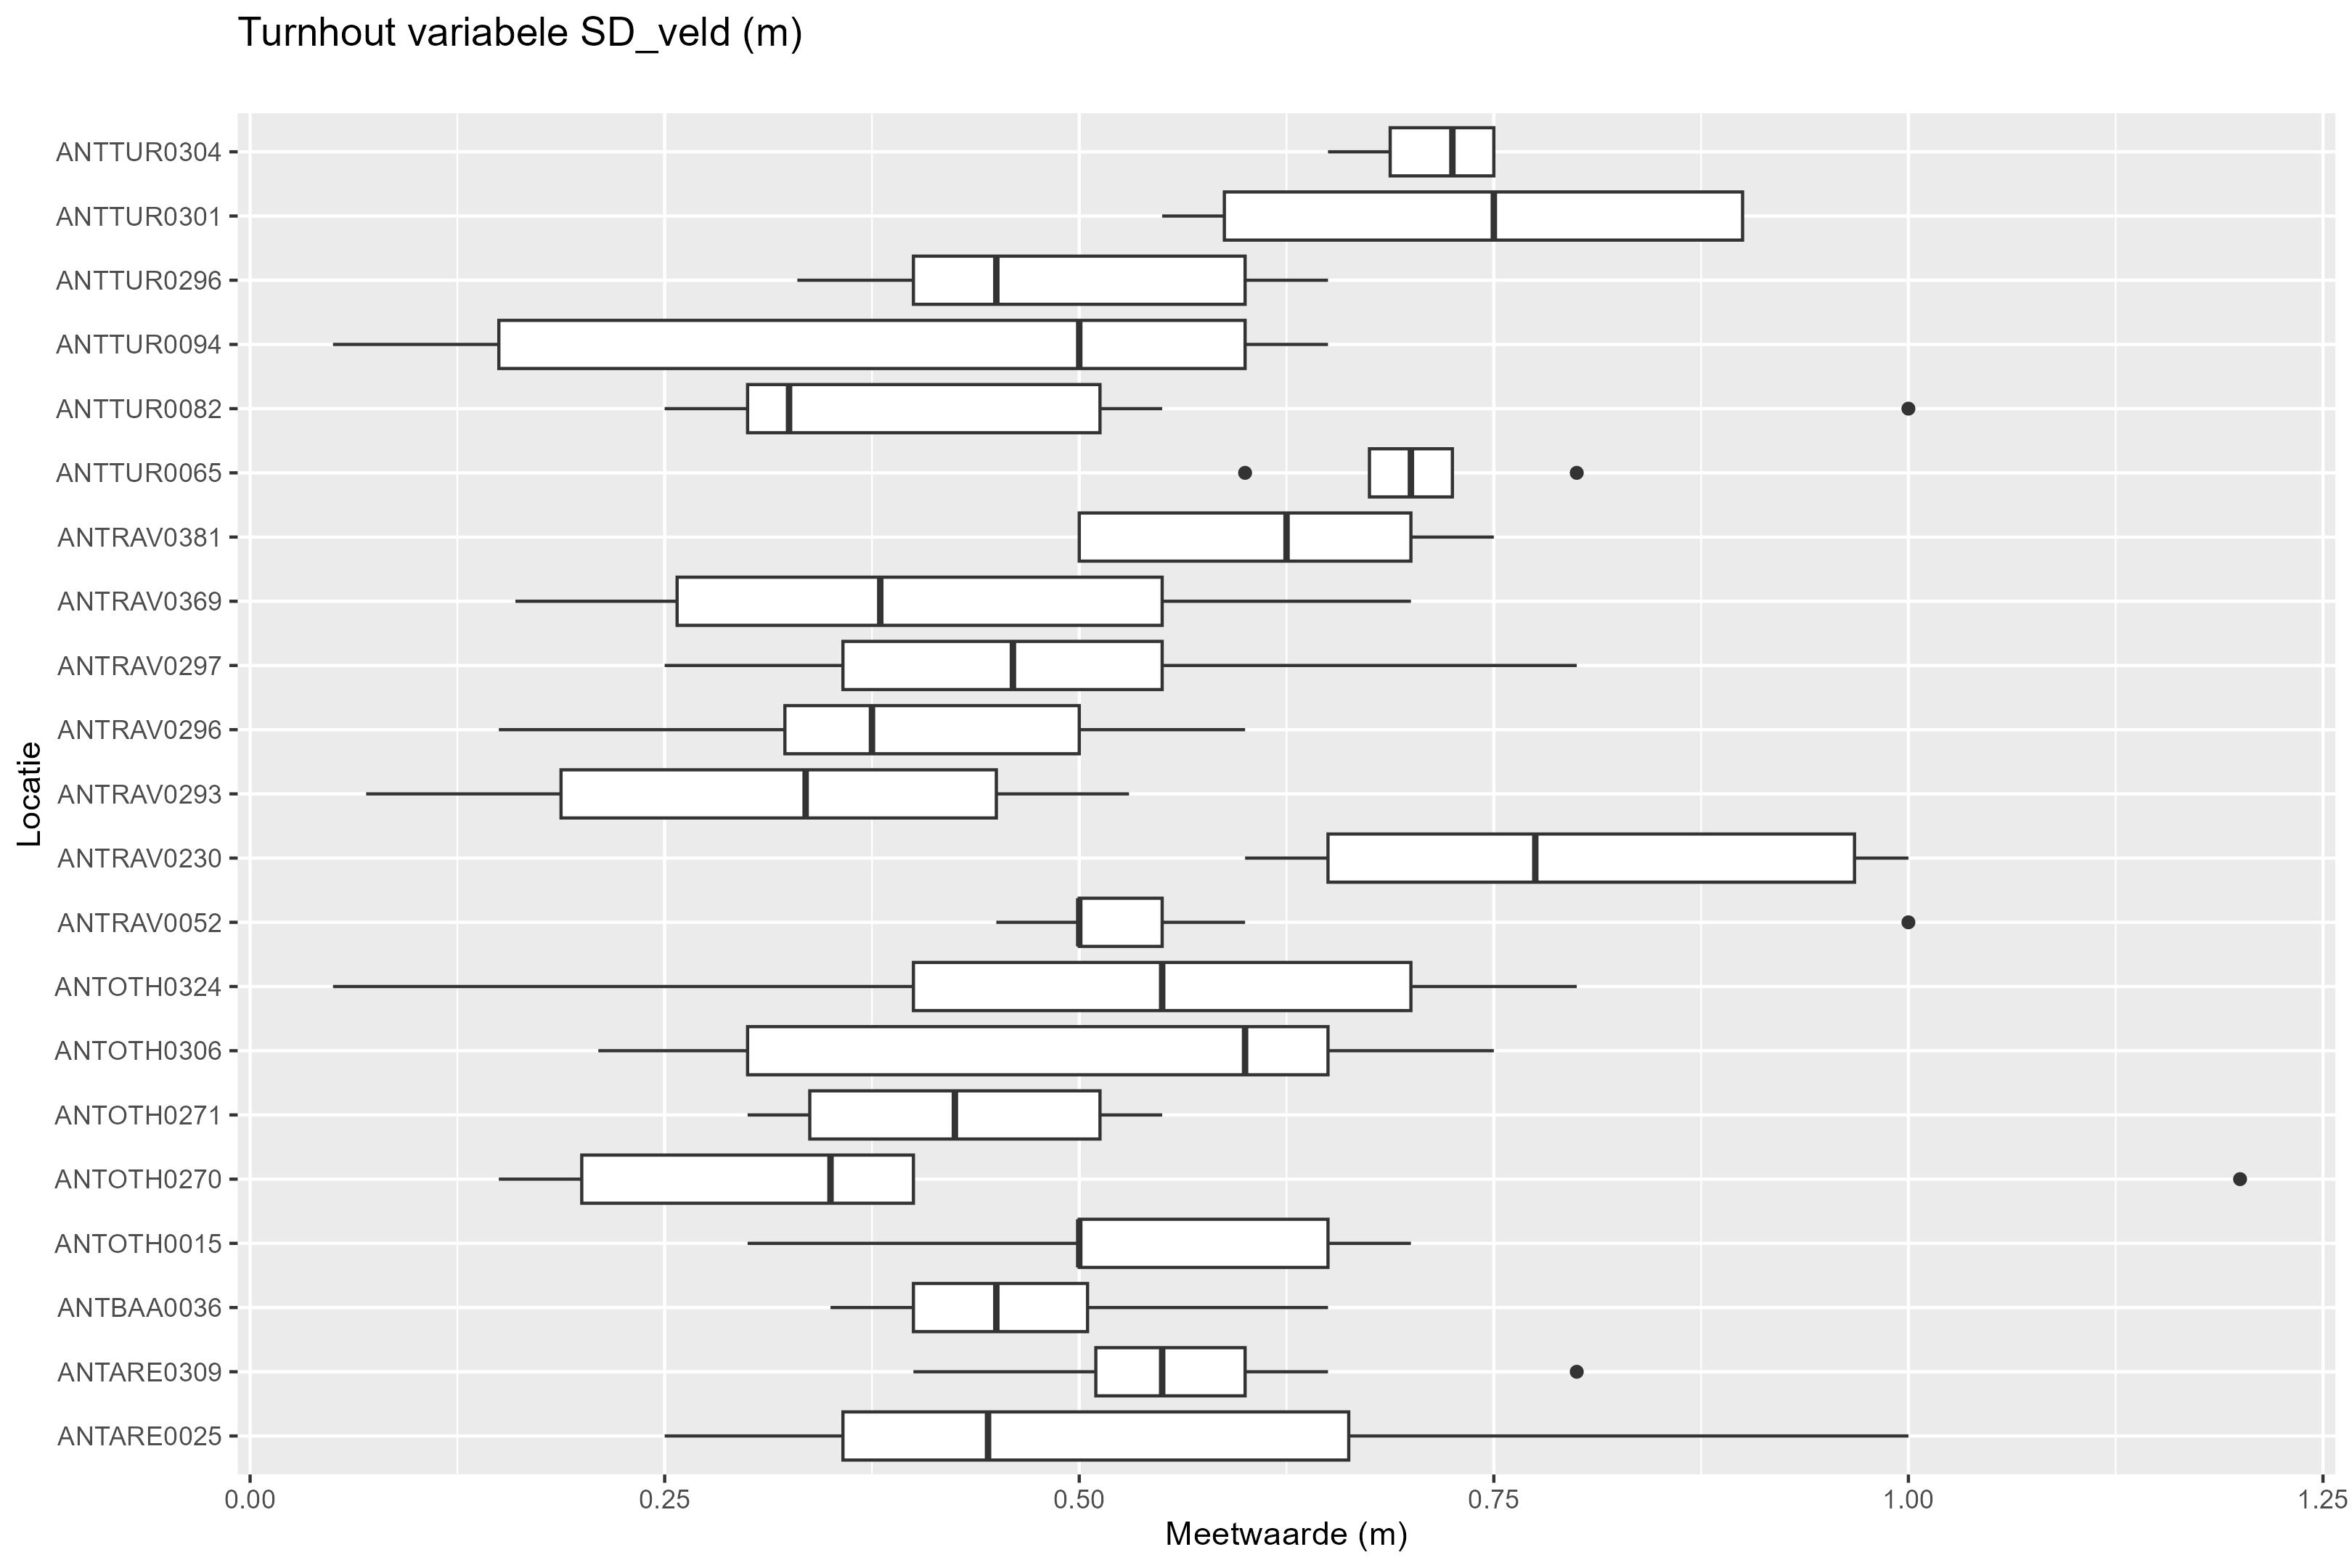 Turnhout variabele SD_veld (m)
Locatie
ANTTUR0304
ANTTUR0301
ANTTUR0296
ANTTUR0094
ANTTUR0082
ANTTUR0065
ANTRAV0381
ANTRAV0369
ANTRAV0297
ANTRAV0296
ANTRAV0293
ANTRAV0230
ANTRAV0052
ANTOTH0324
ANTOTH0306
ANTOTH0271
ANTOTH0270
ANTOTH0015
ANTBAA0036
ANTARE0309
ANTARE0025
0.00 0.25 0.50 0.75 1.00 1.25
Meetwaarde (m)